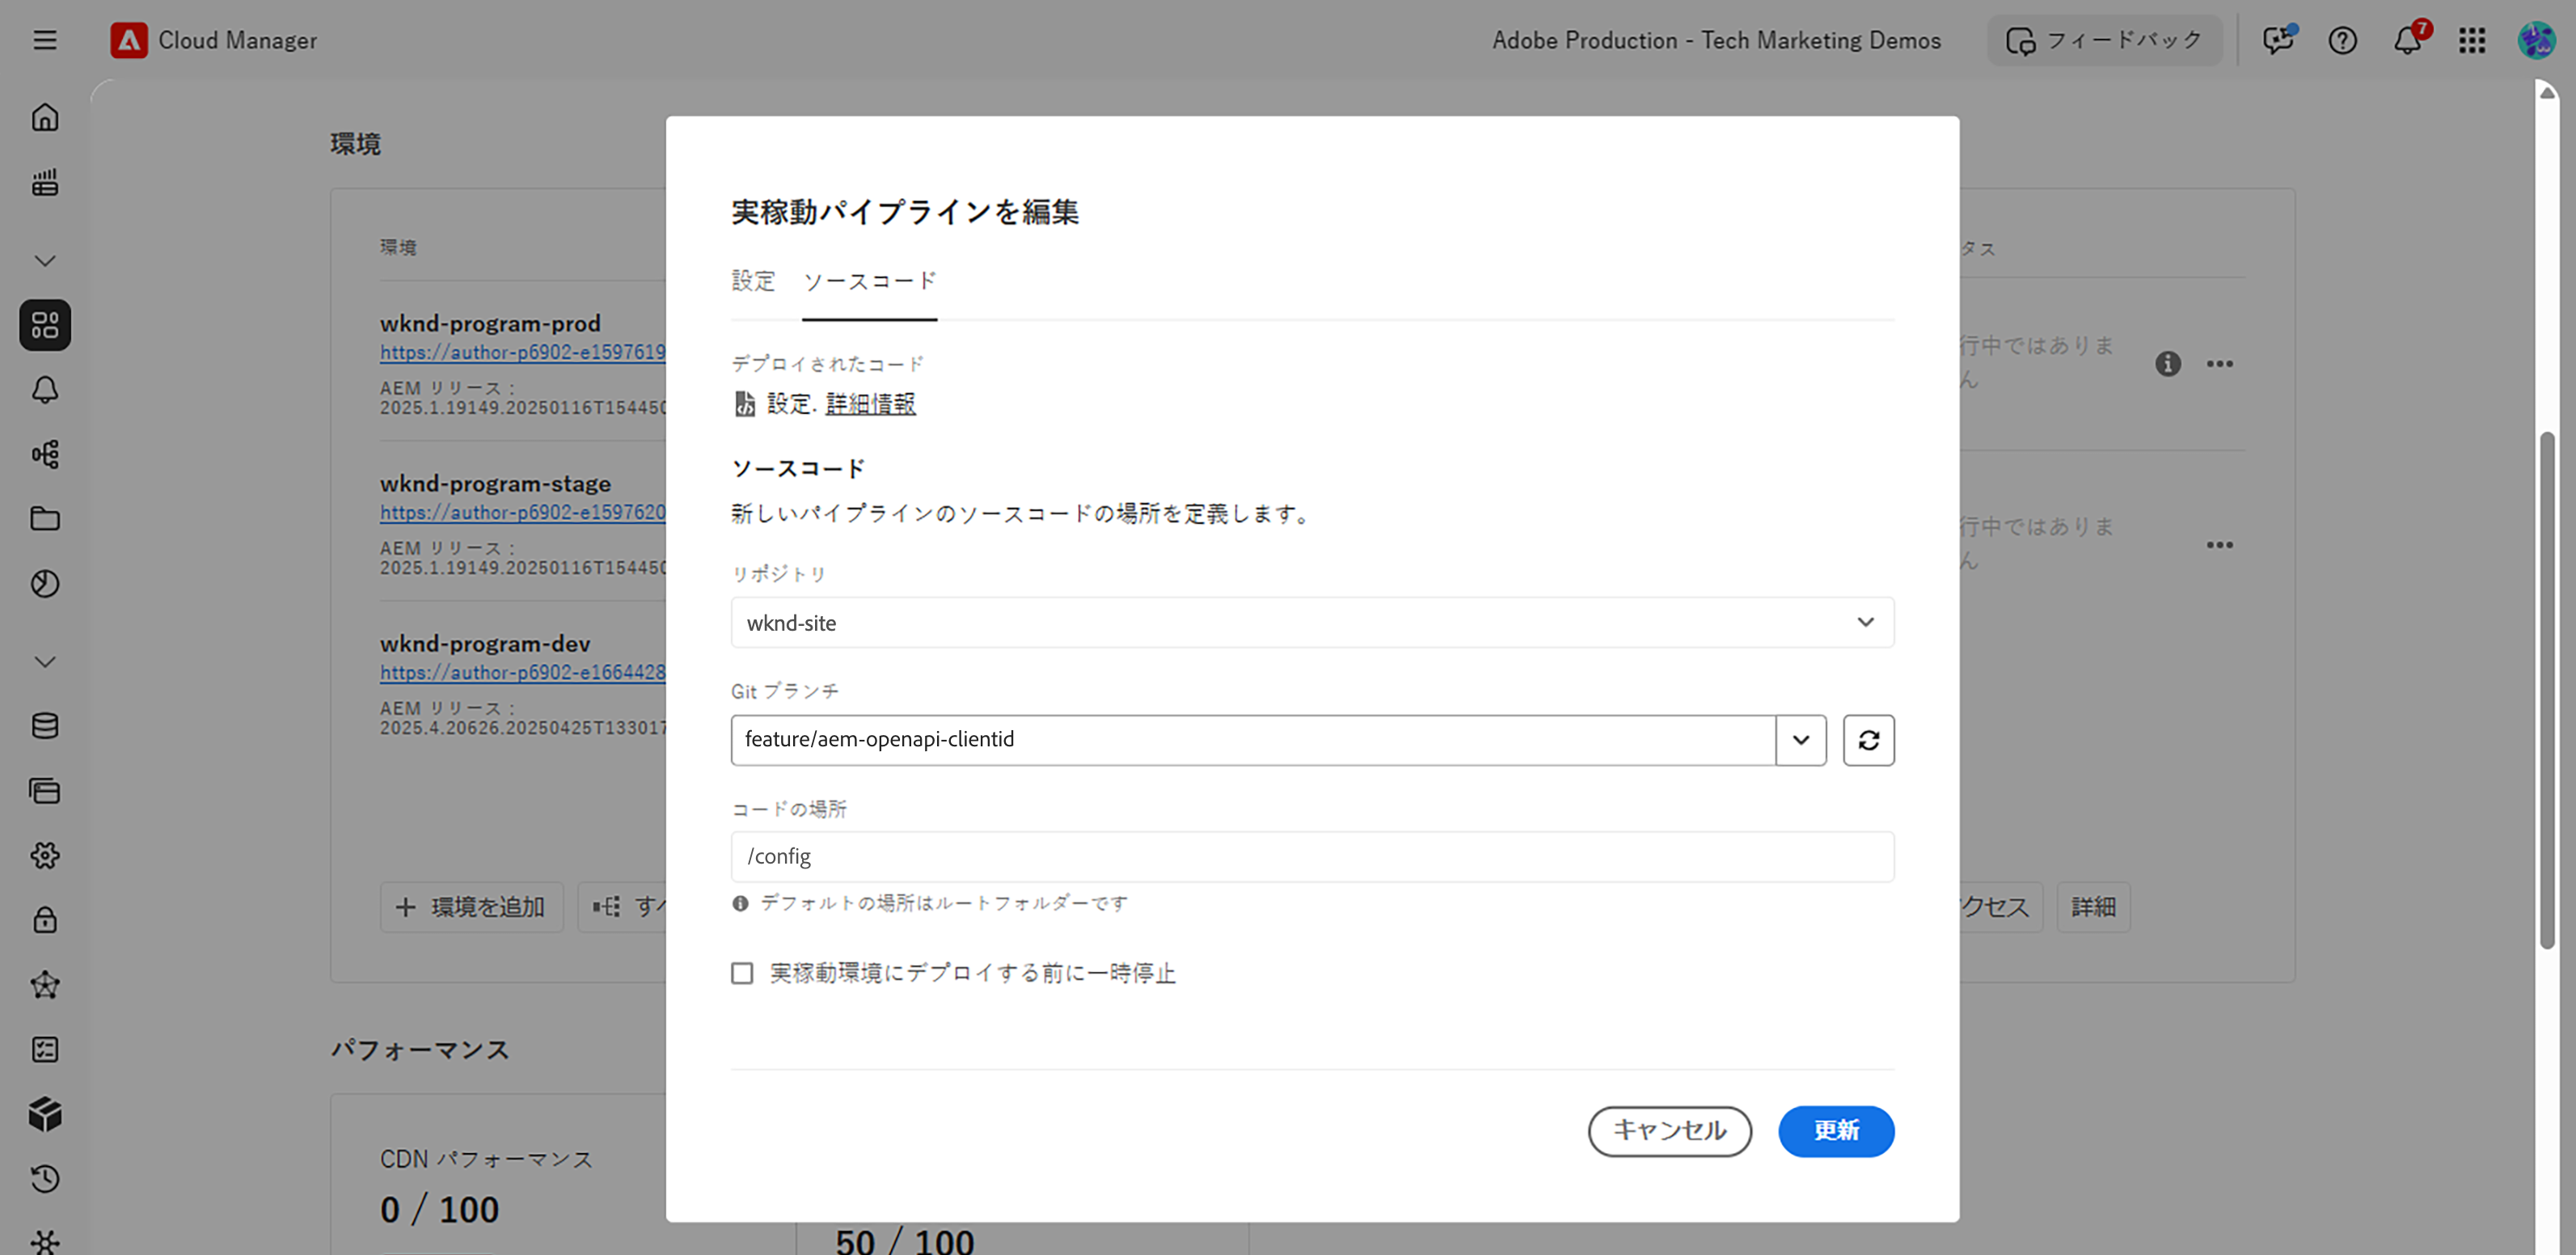 Cloud Manager
Adobe Production - Tech Marketing Demos
フィードバック
7
環境
環境
wknd-program-prod
https://author-p6902-e1597619
AEM リリース :
2025.1.19149.20250116T154450
wknd-program-stage
https://author-p6902-e1597620
AEM リリース :
2025.1.19149.20250116T154450
wknd-program-dev
https://author-p6902-e1664428
AEM リリース :
2025.4.20626.20250425T133017
環境を追加
すべ
実稼動パイプラインを編集
設定
ソースコード
デプロイされたコード
設定. 詳細情報
ソースコード
新しいパイプラインのソースコードの場所を定義します。
リポジトリ
wknd-site
Git ブランチ
feature/aem-openapi-clientid
コードの場所
/config
デフォルトの場所はルートフォルダーです
実稼動環境にデプロイする前に一時停止
キャンセル
更新
タス
行中ではありま
ん
行中ではありま
ん
クセス
詳細
パフォーマンス
CDN パフォーマンス
0 / 100
50 / 100